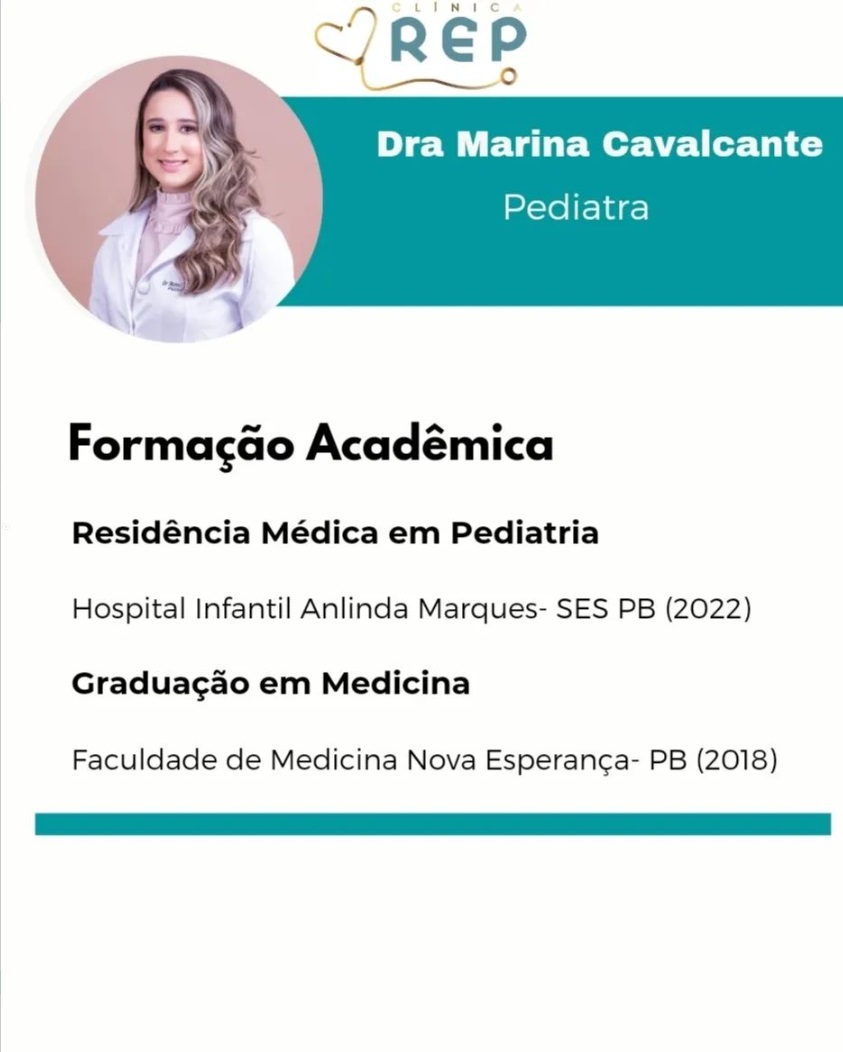 CLÍNICA
REP
Dra Marina Cavalcante
Pediatra
Formação Acadêmica
Residência Médica em Pediatria
Hospital Infantil Anlinda Marques- SES PB (2022)
Graduação em Medicina
Faculdade de Medicina Nova Esperança- PB (2018)